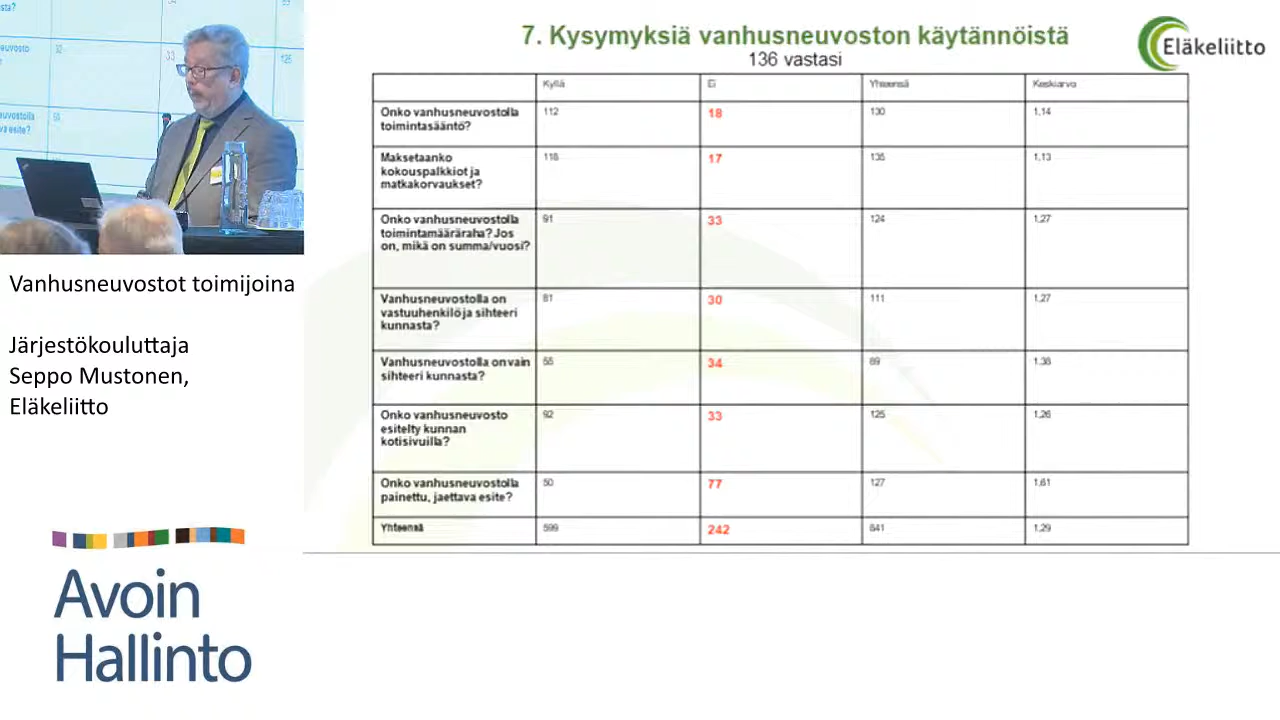 7. Kysymyksiä vanhusneuvoston käytännöistä
136 vastasi
Eläkeliitto
Kyllä Ei Yhteensä Keskiarvo
Onko vanhusneuvostolla 112 18 130 1,14
toimintasääntö?
Maksetaanko 118 17 135 1,13
kokouspalkkiot ja
matkakorvaukset?
Onko vanhusneuvostolla 91 33 124 1,27
toimintamääräraha? Jos
on, mikä on summa/vuosi?
Vanhusneuvostolla on 81 30 111 1,27
vastuuhenkilö ja sihteeri
kunnasta?
Vanhusneuvostolla on vain 55 34 89 1,38
sihteeri kunnasta?
Onko vanhusneuvosto 92 33 125 1,26
esitelty kunnan
kotisivuilla?
Onko vanhusneuvostolla 50 77 127 1,61
painettu, jaettava esite?
Yhteensä 599 242 841 1,29
Vanhusneuvostot toimijoina
Järjestökouluttaja
Seppo Mustonen,
Eläkeliitto
Avoin
Hallinto